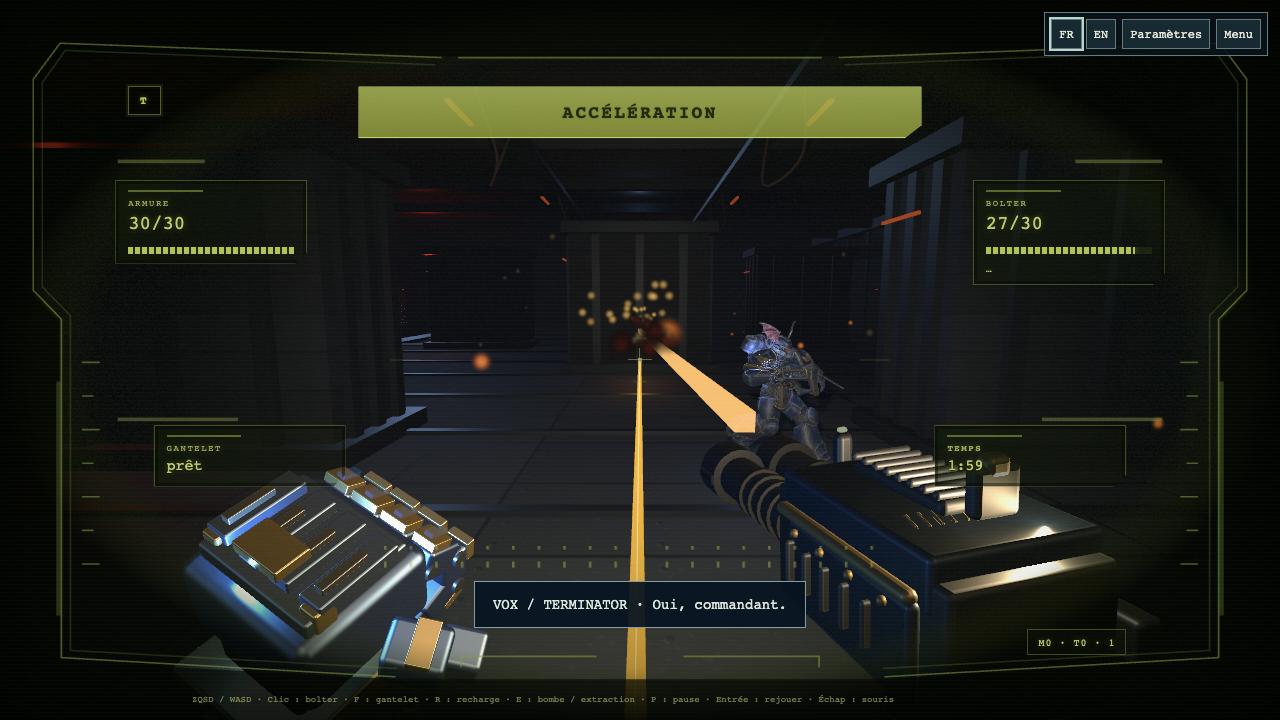 FR EN Paramètres Menu
T
ACCÉLÉRATION
ARMURE
30/30
BOLTER
27/30
…
GANTELET
prêt
TEMPS
1:59
VOX / TERMINATOR · Oui, commandant.
M0 · T0 · 1
ZQSD / WASD · Clic : bolter · F : gantelet · R : recharge · E : bombe / extraction · P : pause · Entrée : rejouer · Échap : souris